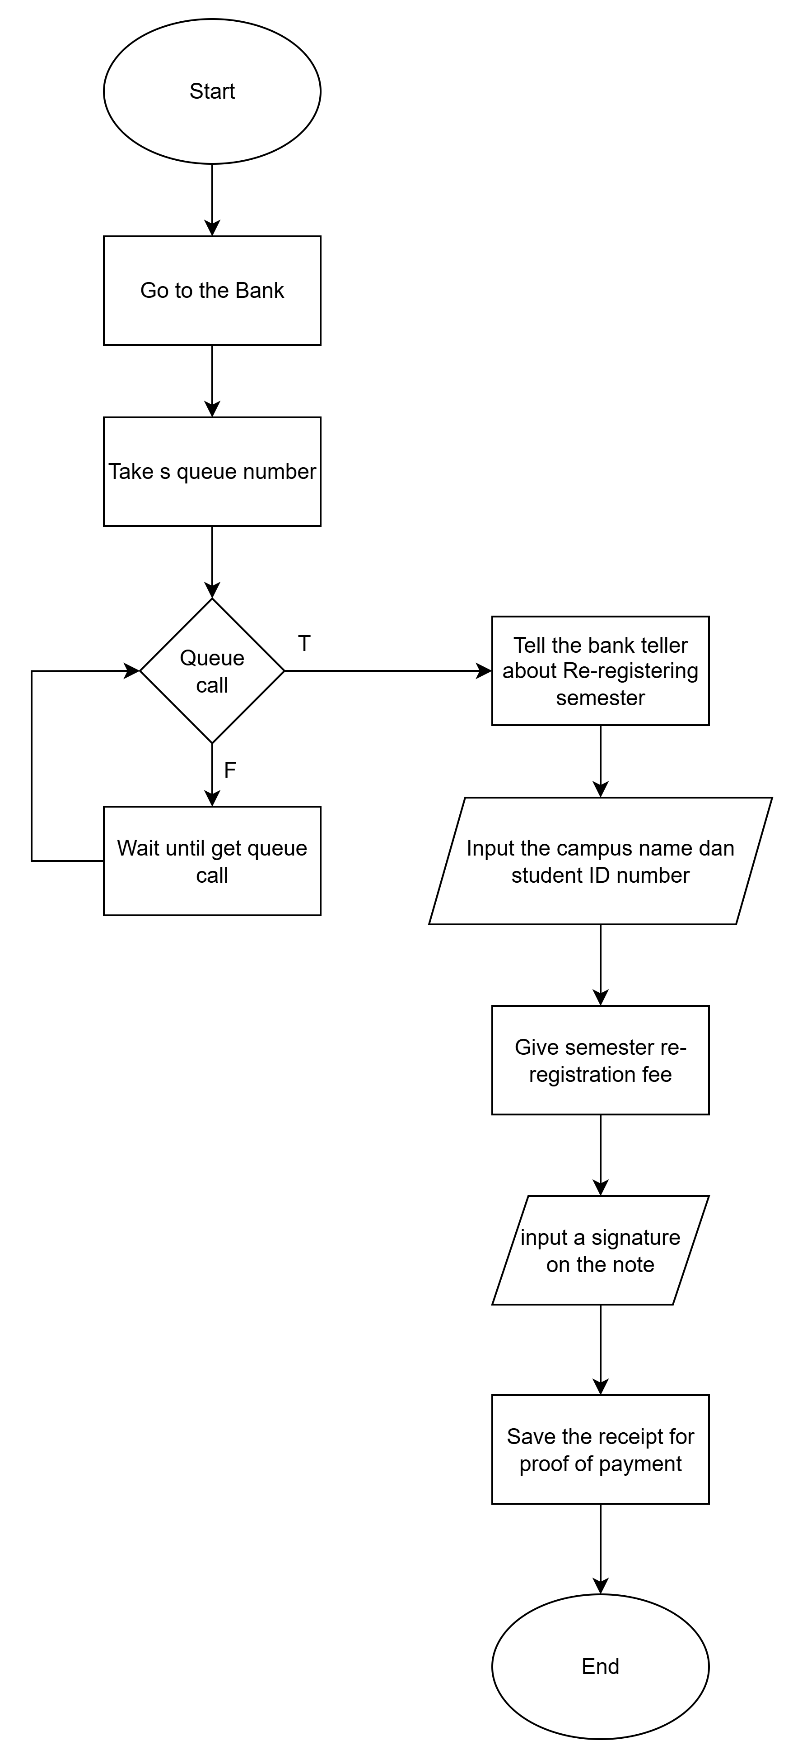 Start
Go to the Bank
Take s queue number
Queue
call
T
F
Wait until get queue
call
Tell the bank teller
about Re-registering
semester
Input the campus name dan
student ID number
Give semester re-
registration fee
input a signature
on the note
Save the receipt for
proof of payment
End